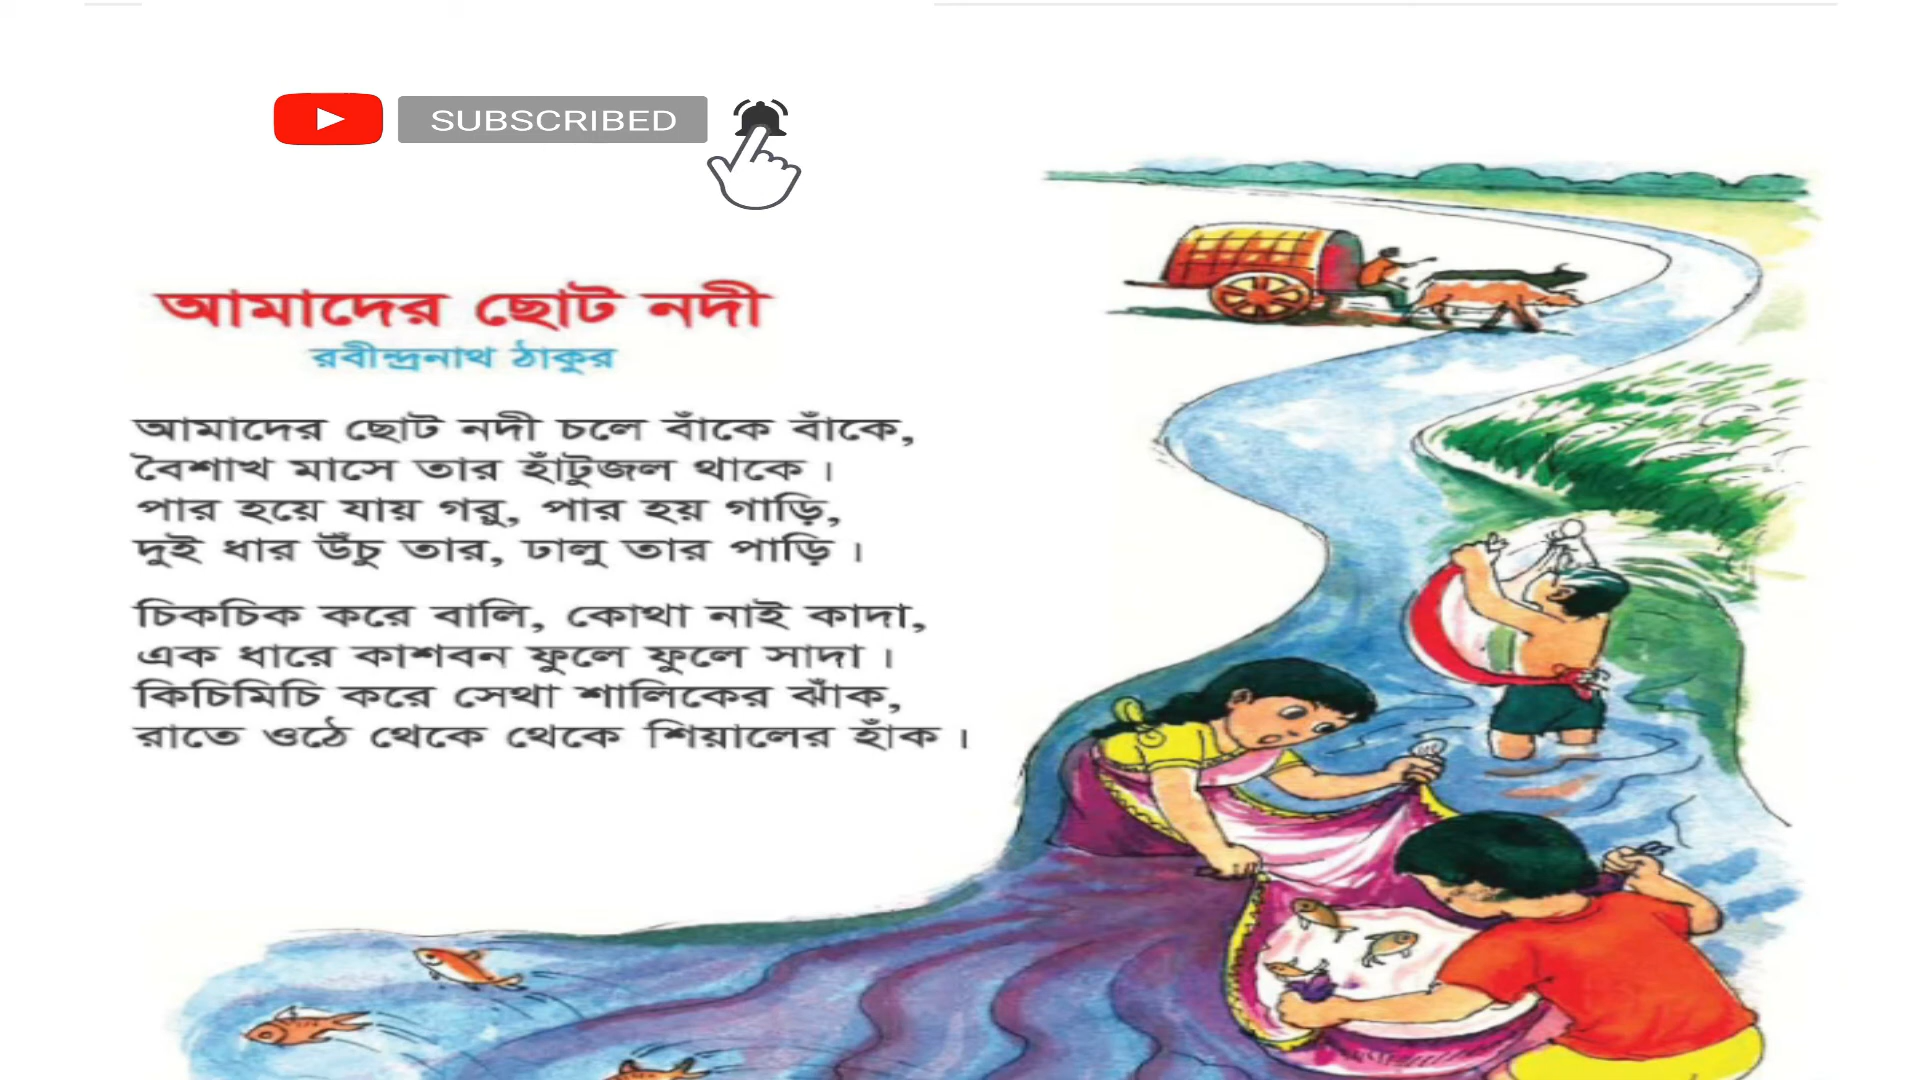 SUBSCRIBED
আমাদের ছোট নদী
রবীন্দ্রনাথ ঠাকুর
আমাদের ছোট নদী চলে বাঁকে বাঁকে,
বৈশাখ মাসে তার হাঁটুজল থাকে।
পার হয়ে যায় গরু, পার হয় গাড়ি,
দুই ধার উঁচু তার, ঢালু তার পাড়ি।
চিকচিক করে বালি, কোথা নাই কাদা,
এক ধারে কাশবন ফুলে ফুলে সাদা।
কিচিমিচি করে সেথা শালিকের ঝাঁক,
রাতে ওঠে থেকে থেকে শিয়ালের হাঁক।